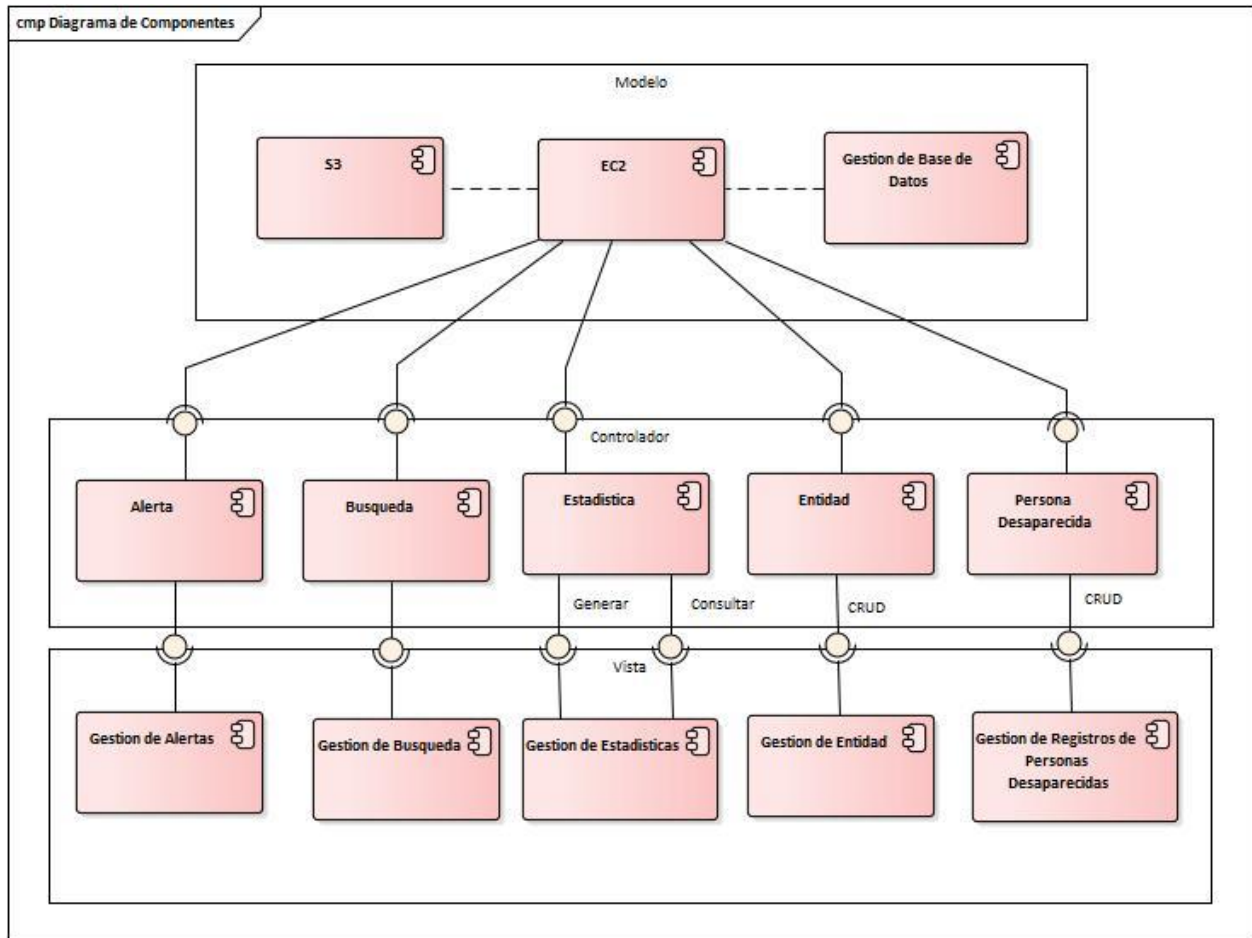 cmp Diagrama de Componentes
Modelo
S3
EC2
Gestion de Base de
Datos
Controlador
Alerta
Busqueda
Estadistica
Entidad
Persona
Desaparecida
Generar
Consultar
CRUD
CRUD
Vista
Gestion de Alertas
Gestion de Busqueda
Gestion de Estadisticas
Gestion de Entidad
Gestion de Registros de
Personas
Desaparecidas